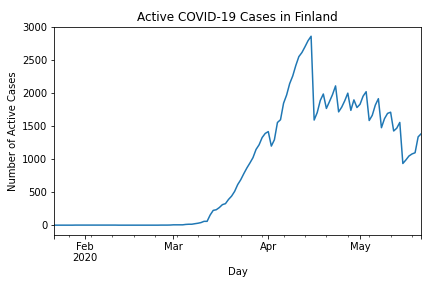 Active COVID-19 Cases in Finland
Number of Active Cases
3000
2500
2000
1500
1000
500
0
Feb
2020
Mar
Apr
May
Day